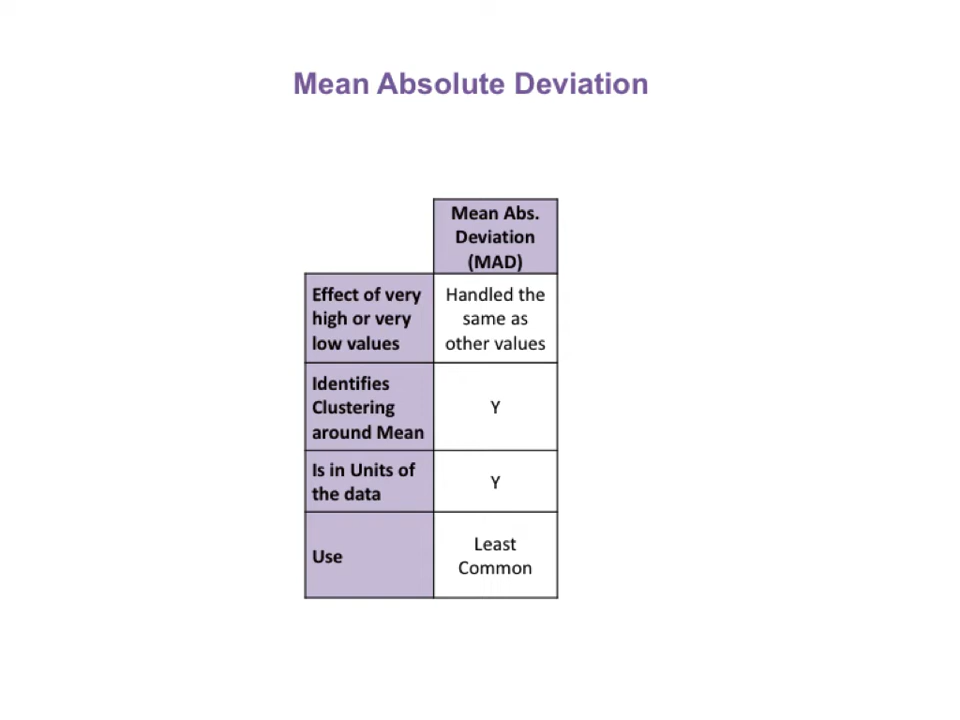 Mean Absolute Deviation
Mean Abs.
Deviation
(MAD)
Effect of very
high or very
low values
Handled the
same as
other values
Identifies
Clustering
around Mean
Y
Is in Units of
the data
Y
Use
Least
Common